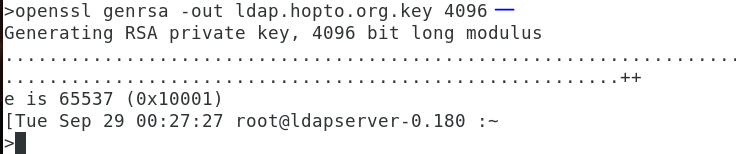 >openssl genrsa -out ldap.hopto.org.key 4096
Generating RSA private key, 4096 bit long modulus
...................................................................
........................................................++
e is 65537 (0x10001)
[Tue Sep 29 00:27:27 root@ldapserver-0.180 :~
>